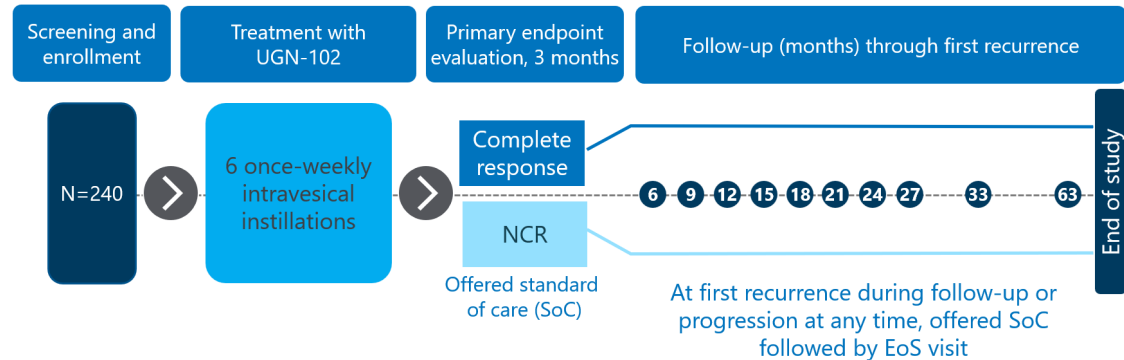 Screening and
enrollment
Treatment with
UGN-102
Primary endpoint
evaluation, 3 months
Follow-up (months) through first recurrence
N=240
6 once-weekly
intravesical
instillations
Complete
response
NCR
Offered standard
of care (SoC)
6 9 12 15 18 21 24 27 33 63
At first recurrence during follow-up or
progression at any time, offered SoC
followed by EoS visit
End of study